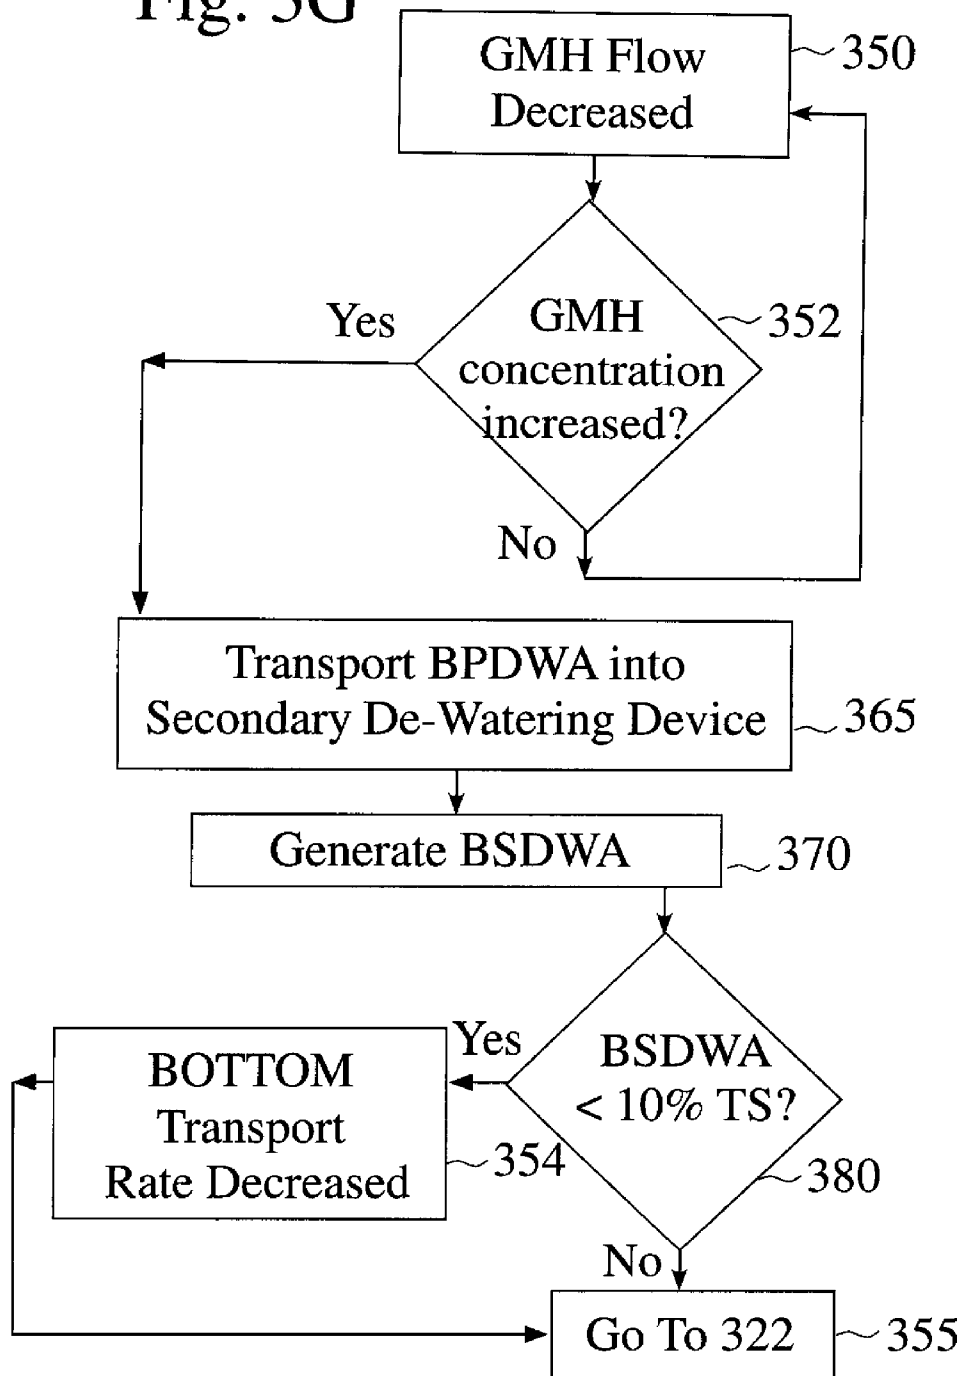 Fig. 5G
GMH Flow
Decreased
350
Yes
GMH
concentration
increased?
352
No
Transport BPDWA into
Secondary De-Watering Device
365
Generate BSDWA
370
Yes
BSDWA
< 10% TS?
380
BOTTOM
Transport
Rate Decreased
354
No
Go To 322
355